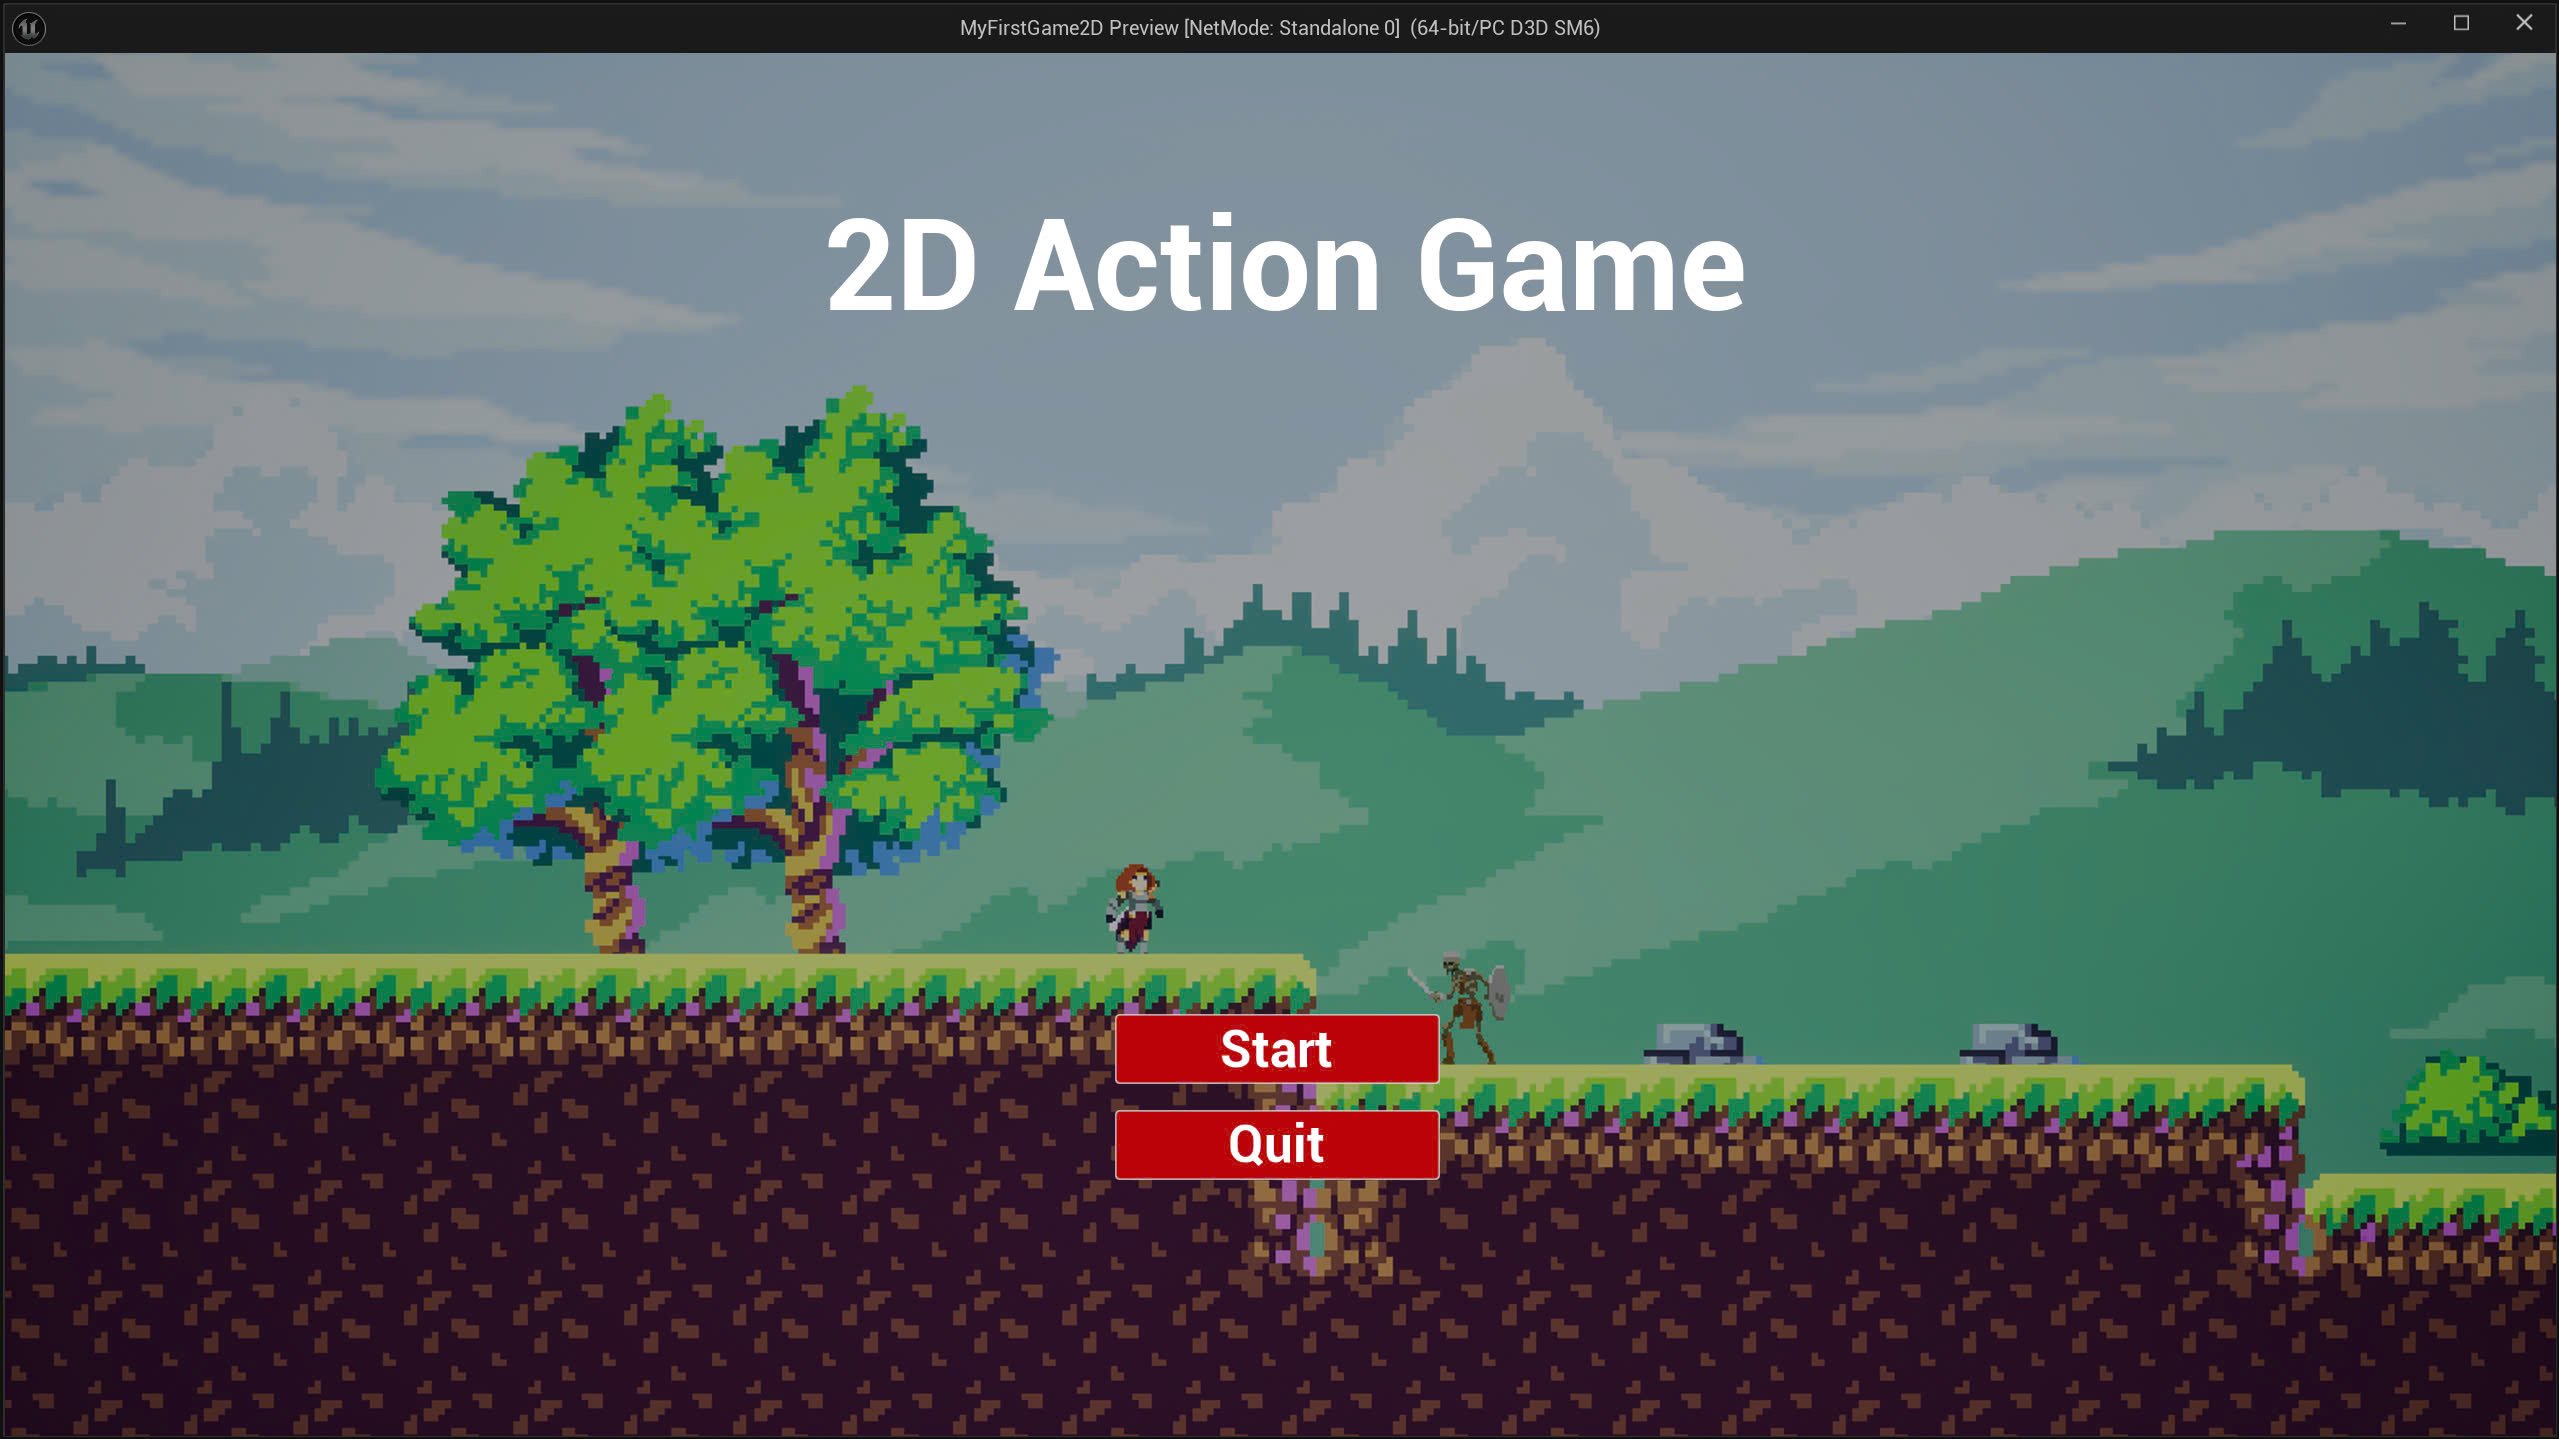 MyFirstGame2D Preview [NetMode: Standalone 0] (64-bit/PC D3D SM6)
2D Action Game
Start
Quit